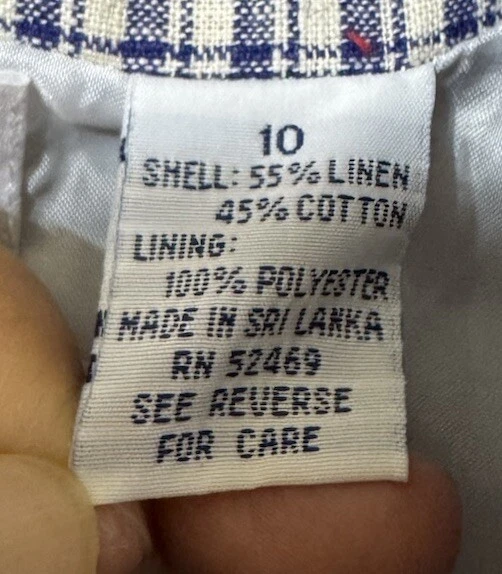 10
SHELL: 55% LINEN
45% COTTON
LINING:
100% POLYESTER
MADE IN SRI LANKA
RN 52469
SEE REVERSE
FOR CARE